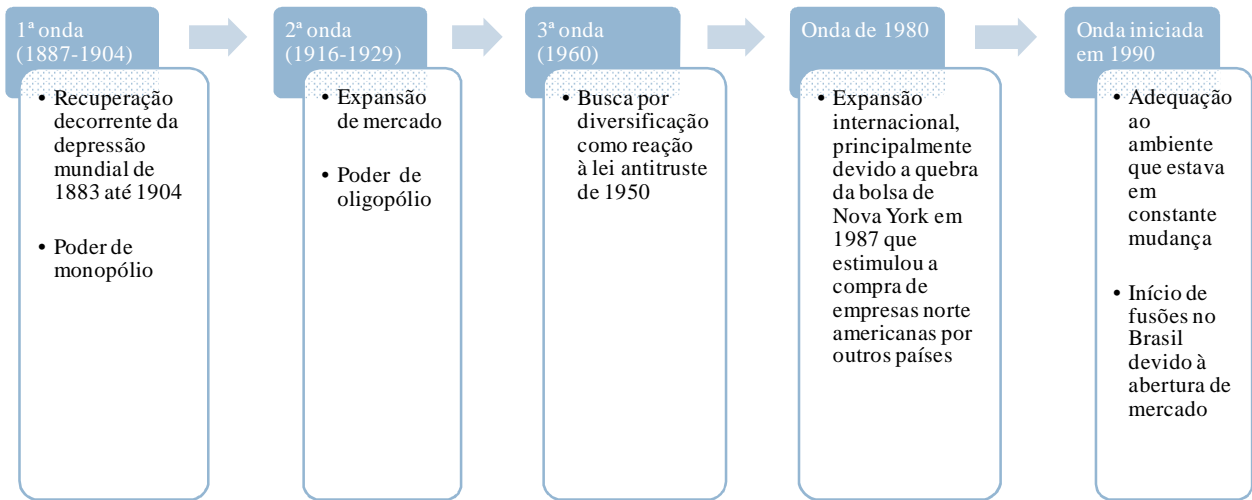 1ª onda
(1887-1904)
• Recuperação
decorrente da
depressão
mundial de
1883 até 1904
• Poder de
monopólio
2ª onda
(1916-1929)
• Expansão
de mercado
• Poder de
oligopólio
3ª onda
(1960)
• Busca por
diversificação
como reação
à lei antitruste
de 1950
Onda de 1980
• Expansão
internacional,
principalmente
devido a quebra
da bolsa de
Nova York em
1987 que
estimulou a
compra de
empresas norte
americanas por
outros países
Onda iniciada
em 1990
• Adequação
ao
ambiente
que estava
em
constante
mudança
• Início de
fusões no
Brasil
devido à
abertura de
mercado